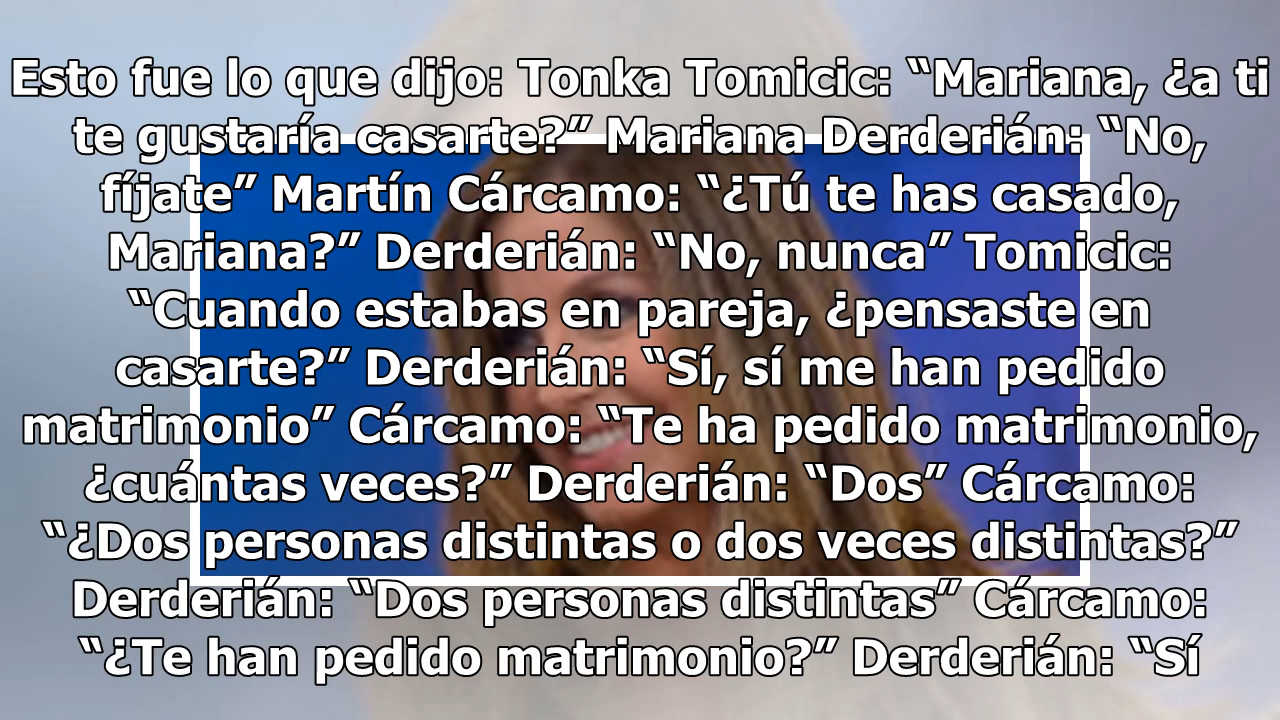 Esto fue lo que dijo: Tonka Tomicic: “Mariana, ¿a ti
te gustaría casarte?” Mariana Derderián: “No,
fíjate” Martín Cárcamo: “¿Tú te has casado,
Mariana?” Derderián: “No, nunca” Tomicic:
“Cuando estabas en pareja, ¿pensaste en
casarte?” Derderián: “Sí, sí me han pedido
matrimonio” Cárcamo: “Te ha pedido matrimonio,
¿cuántas veces?” Derderián: “Dos” Cárcamo:
“¿Dos personas distintas o dos veces distintas?”
Derderián: “Dos personas distintas” Cárcamo:
“¿Te han pedido matrimonio?” Derderián: “Sí